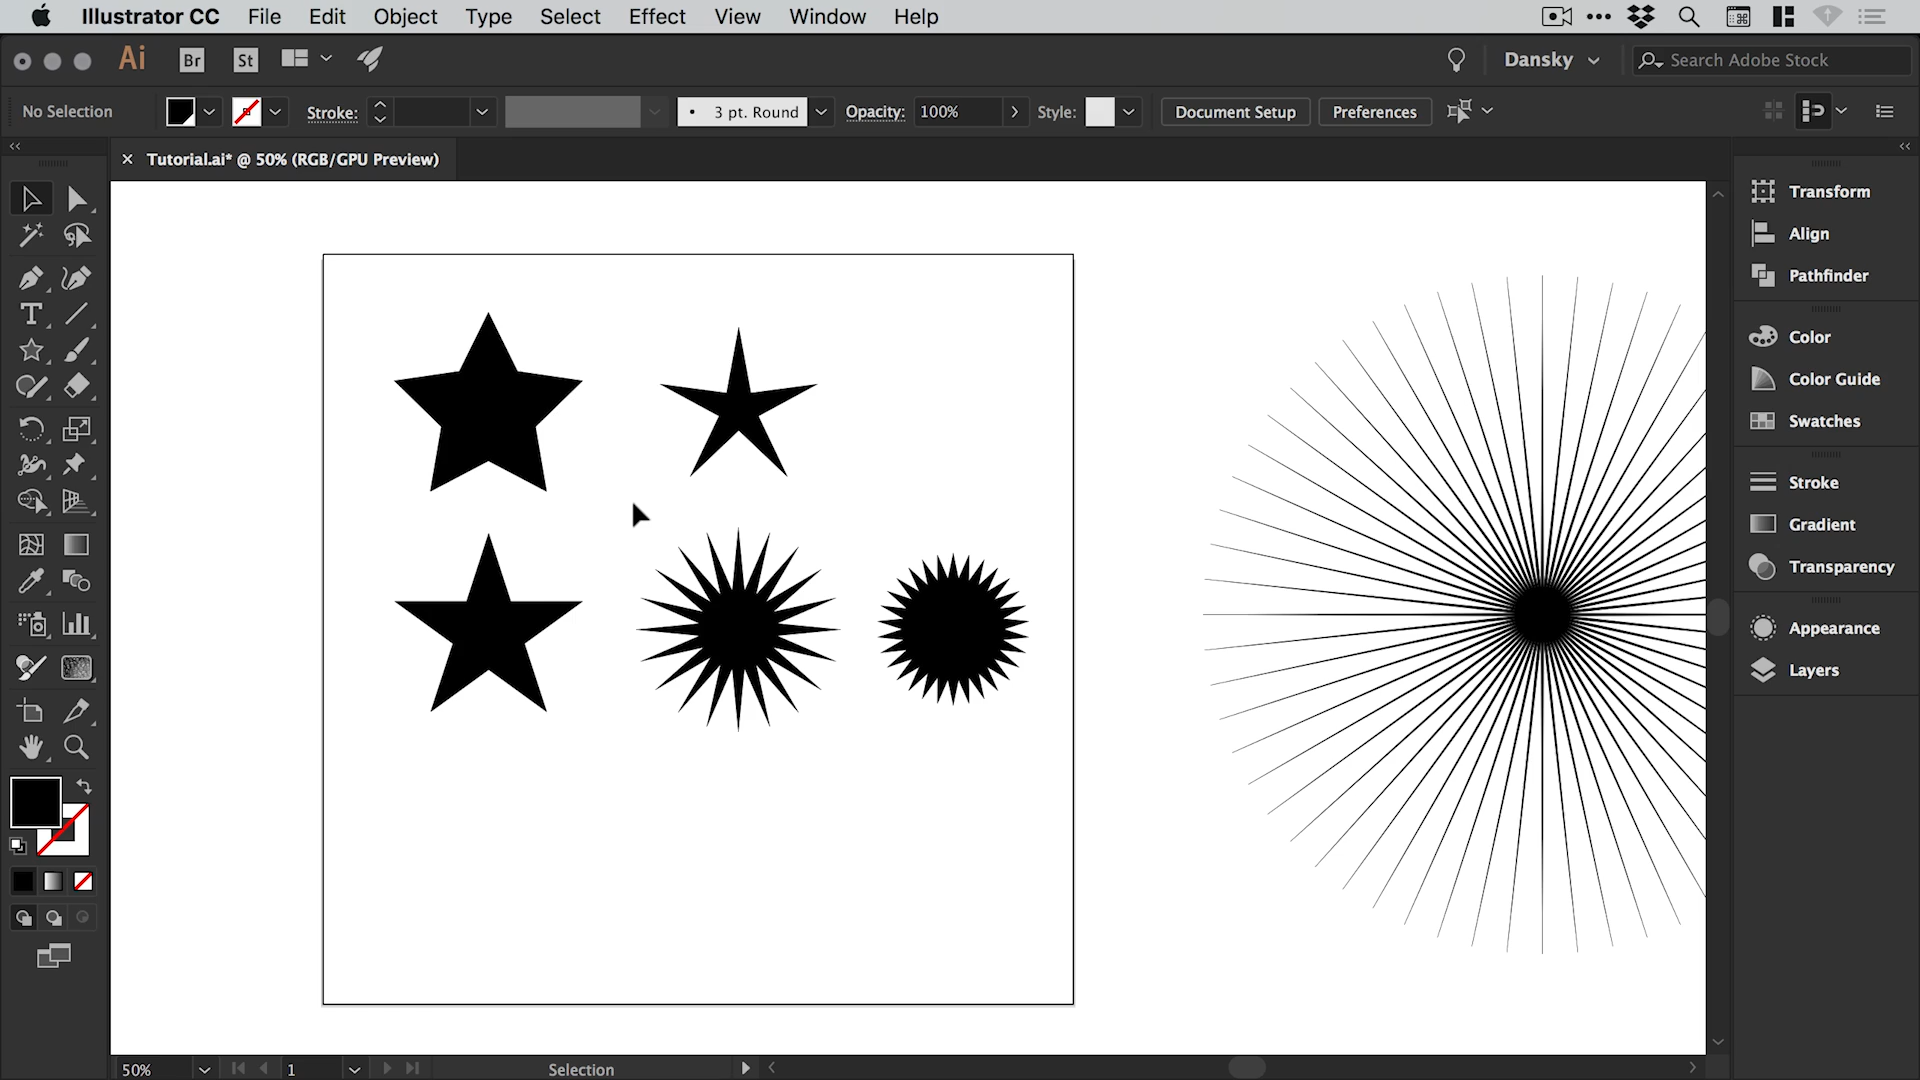 Illustrator CC File Edit Object Type Select Effect View Window Help
Ai Br St Dansky Search Adobe Stock
No Selection Stroke: 3 pt. Round Opacity: 100% Style: Document Setup Preferences
Tutorial.ai* @ 50% (RGB/GPU Preview)
Transform
Align
Pathfinder
Color
Color Guide
Swatches
Stroke
Gradient
Transparency
Appearance
Layers
50% 1 Selection